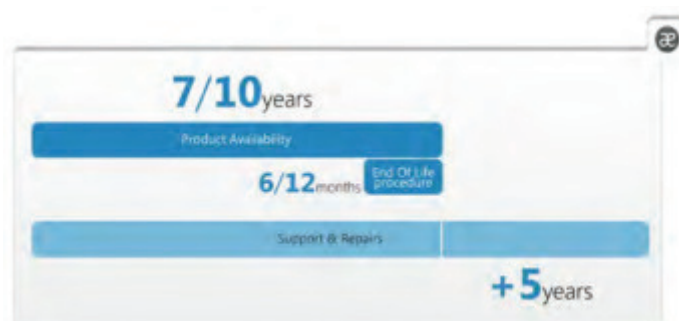 æ
7/10years
Product Availability
6/12months
End Of Life
procedure
Support & Repairs
+5years